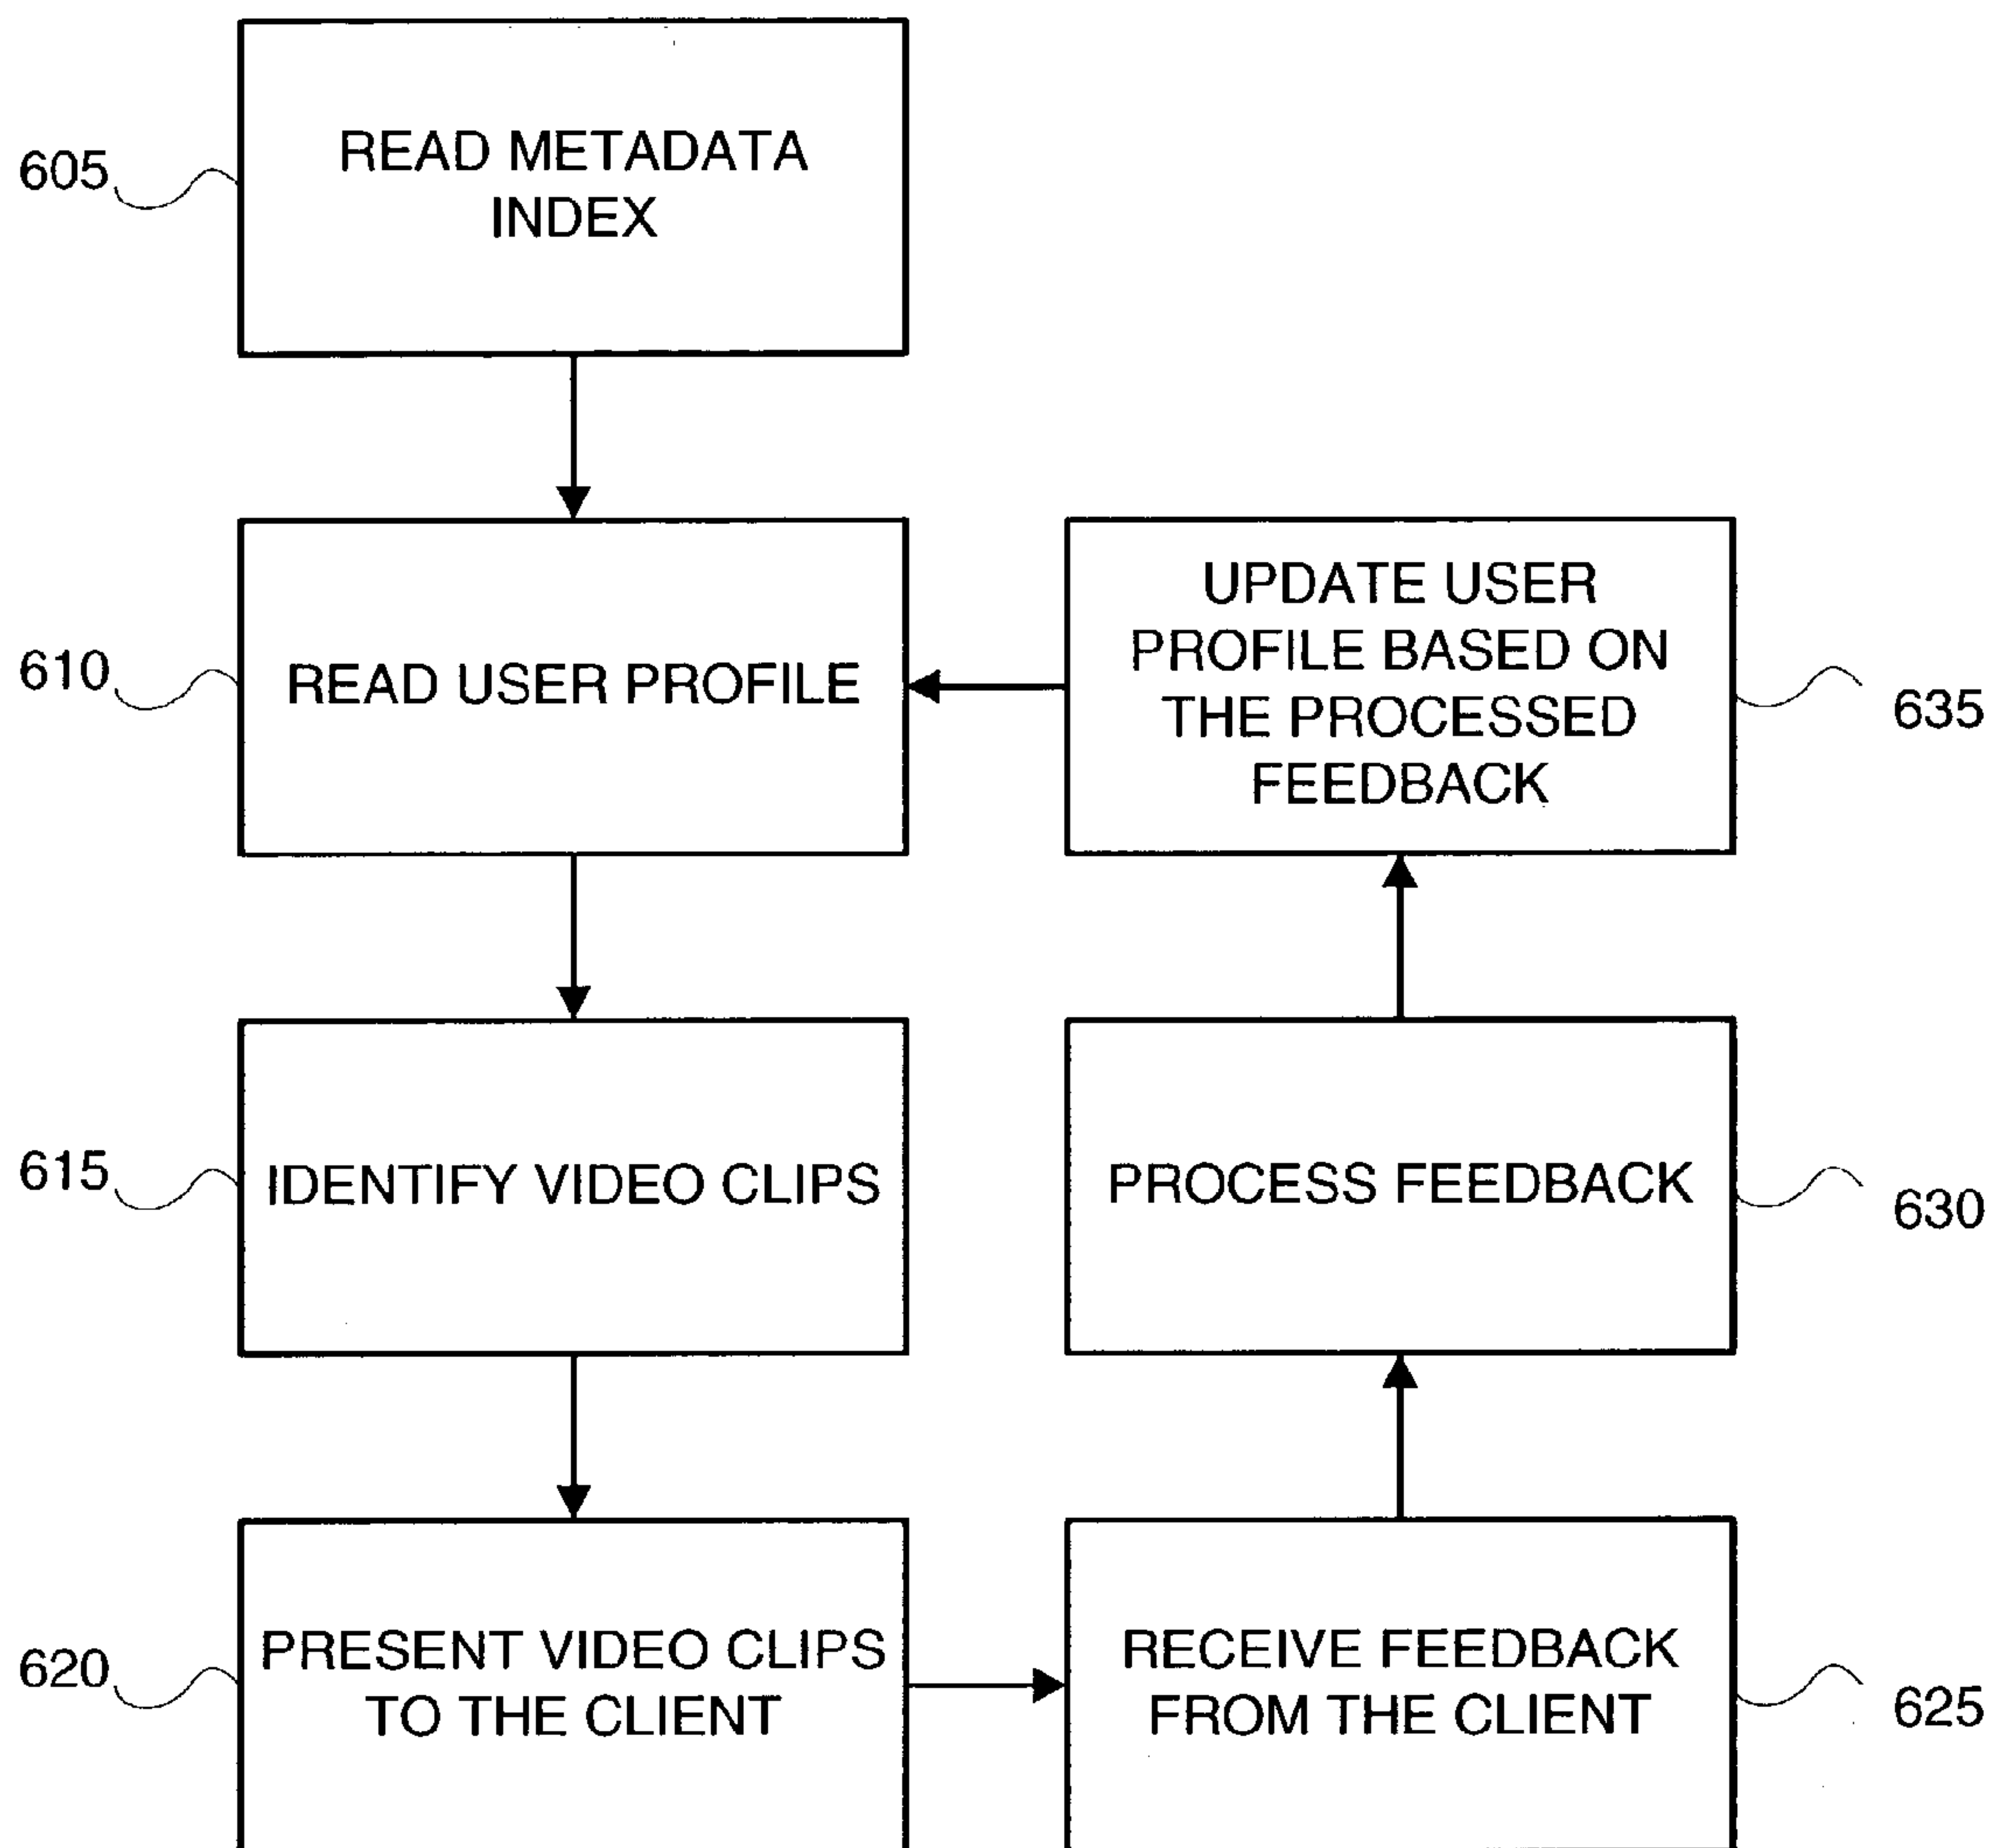 605
READ METADATA
INDEX
610
READ USER PROFILE
UPDATE USER
PROFILE BASED ON
THE PROCESSED
FEEDBACK
635
615
IDENTIFY VIDEO CLIPS
PROCESS FEEDBACK
630
620
PRESENT VIDEO CLIPS
TO THE CLIENT
RECEIVE FEEDBACK
FROM THE CLIENT
625